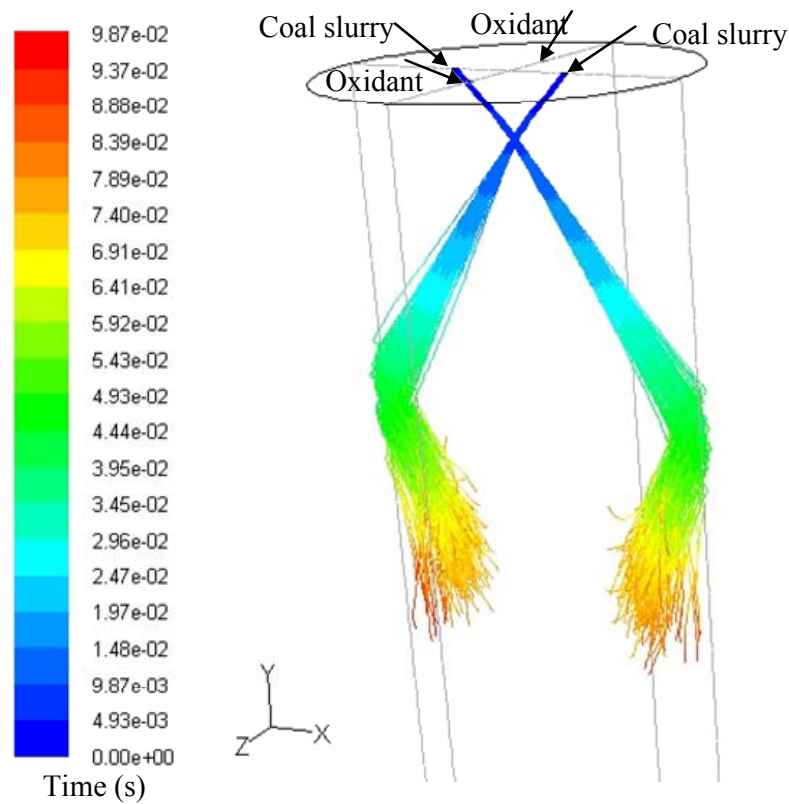 9.87e-02
9.37e-02
8.88e-02
8.39e-02
7.89e-02
7.40e-02
6.91e-02
6.41e-02
5.92e-02
5.43e-02
4.93e-02
4.44e-02
3.95e-02
3.45e-02
2.96e-02
2.47e-02
1.97e-02
1.48e-02
9.87e-03
4.93e-03
0.00e+00
Time (s)
Coal slurry
Oxidant
Coal slurry
Oxidant
Y
Z
X